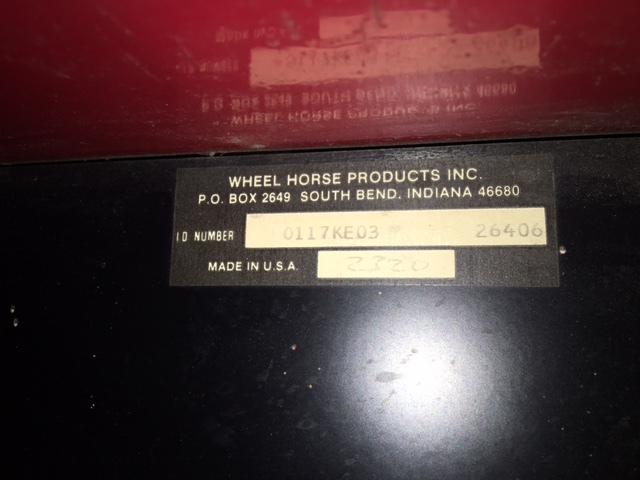 WHEEL HORSE PRODUCTS INC.
P.O. BOX 2649 SOUTH BEND, INDIANA 46680
ID NUMBER 0117KE03 26406
MADE IN U.S.A. 2320